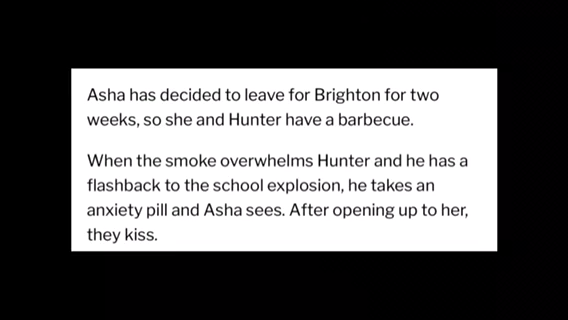 Asha has decided to leave for Brighton for two
weeks, so she and Hunter have a barbecue.
When the smoke overwhelms Hunter and he has a
flashback to the school explosion, he takes an
anxiety pill and Asha sees. After opening up to her,
they kiss.